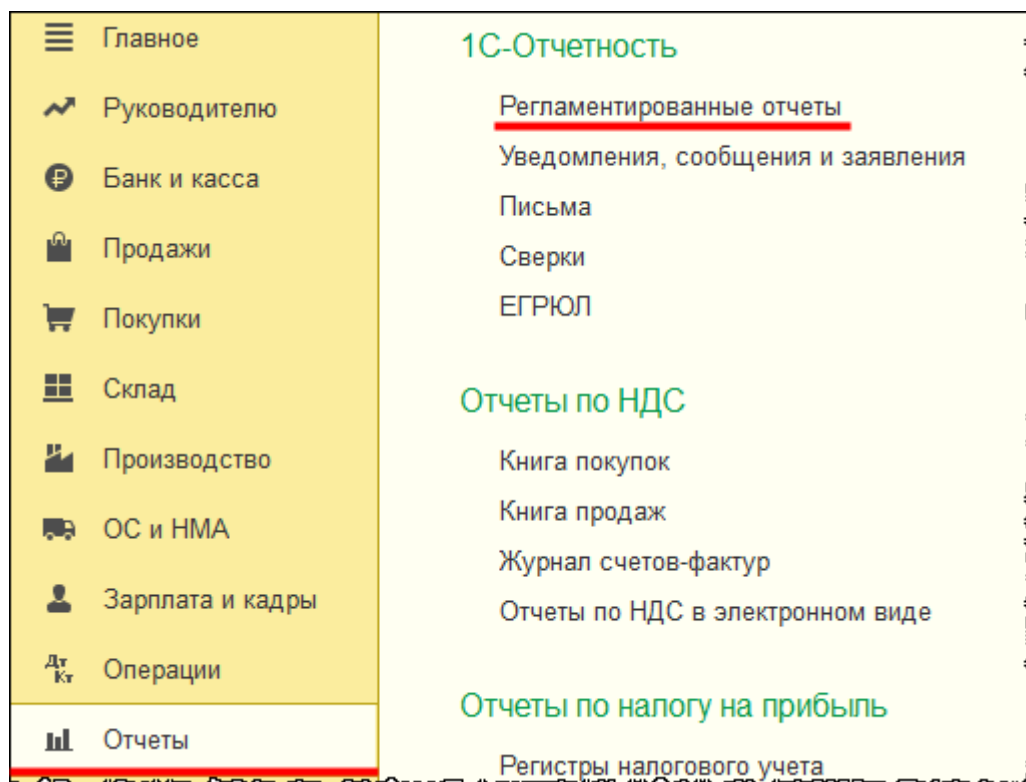 Главное
Руководителю
Банк и касса
Продажи
Покупки
Склад
Производство
ОС и НМА
Зарплата и кадры
Дт Кт
Операции
Отчеты
1С-Отчетность
Регламентированные отчеты
Уведомления, сообщения и заявления
Письма
Сверки
ЕГРЮЛ
Отчеты по НДС
Книга покупок
Книга продаж
Журнал счетов-фактур
Отчеты по НДС в электронном виде
Отчеты по налогу на прибыль
Регистры налогового учета